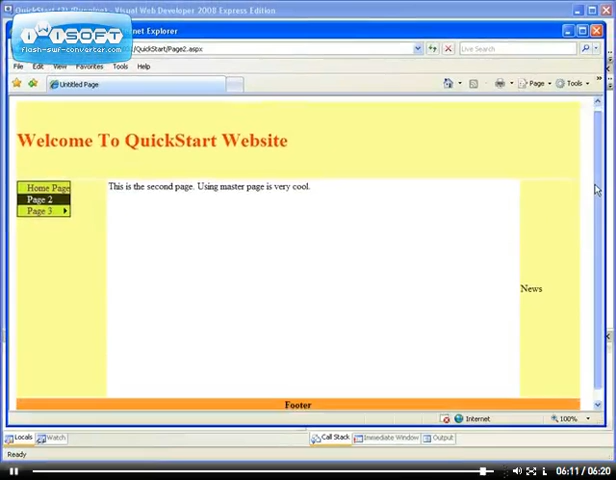 QuickStart - Visual Web Developer 2008 Express Edition
iWiSOFT
flash-swf-converter.com
net Explorer
/QuickStart/Page2.aspx
Live Search
File Edit View Favorites Tools Help
Untitled Page
Page
Tools
Welcome To QuickStart Website
Home Page
This is the second page. Using master page is very cool.
Page 2
Page 3
News
Footer
Internet
100%
Locals
Watch
Call Stack
Immediate Window
Output
Ready
06:11 / 06:20